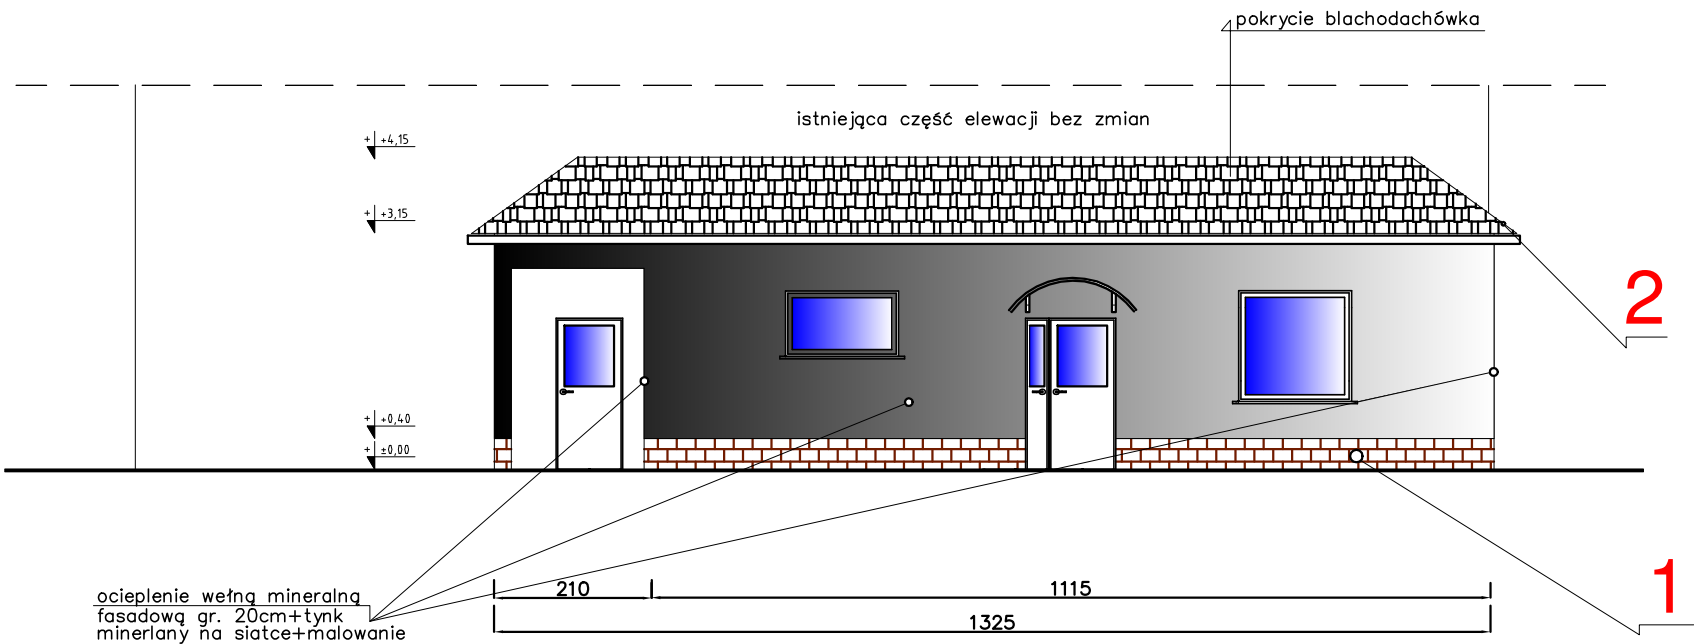 pokrycie blachodachówka
istniejąca część elewacji bez zmian
+ +4,15
+ +3,15
2
+ +0,40
+ ±0,00
1
ocieplenie wełną mineralną
fasadową gr. 20cm+tynk
minerlany na siatce+malowanie
210
1115
1325